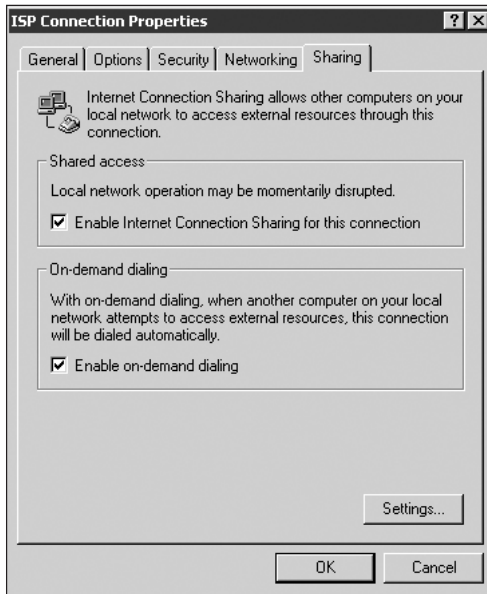 ISP Connection Properties
General
Options
Security
Networking
Sharing
Internet Connection Sharing allows other computers on your
local network to access external resources through this
connection.
Shared access
Local network operation may be momentarily disrupted.
Enable Internet Connection Sharing for this connection
On-demand dialing
With on-demand dialing, when another computer on your local
network attempts to access external resources, this connection
will be dialed automatically.
Enable on-demand dialing
Settings...
OK
Cancel